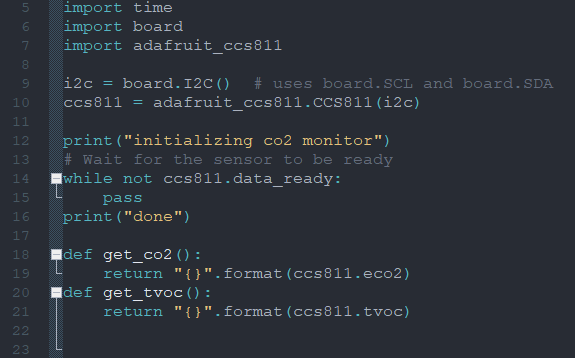 5 import time
6 import board
7 import adafruit_ccs811
8
9 i2c = board.I2C()  # uses board.SCL and board.SDA
10 ccs811 = adafruit_ccs811.CCS811(i2c)
11
12 print("initializing co2 monitor")
13 # Wait for the sensor to be ready
14 while not ccs811.data_ready:
15     pass
16 print("done")
17
18 def get_co2():
19     return "{}".format(ccs811.eco2)
20 def get_tvoc():
21     return "{}".format(ccs811.tvoc)
22
23